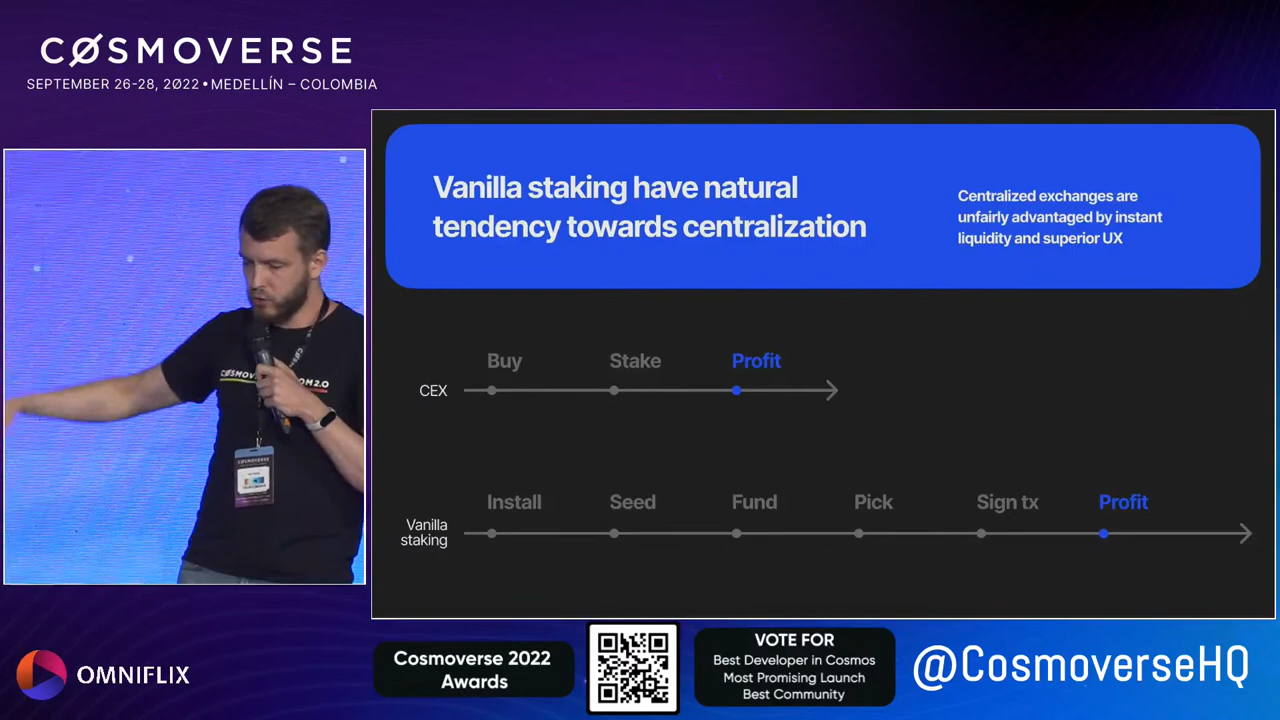 CØSMOVERSE
SEPTEMBER 26-28, 2Ø22 • MEDELLÍN – COLOMBIA
Vanilla staking have natural
tendency towards centralization
Centralized exchanges are
unfairly advantaged by instant
liquidity and superior UX
Buy
Stake
Profit
CEX
Install
Seed
Fund
Pick
Sign tx
Profit
Vanilla
staking
COSMOVERSE
OMNIFLIX
Cosmoverse 2022
Awards
VOTE FOR
Best Developer in Cosmos
Most Promising Launch
Best Community
@CosmoverseHQ